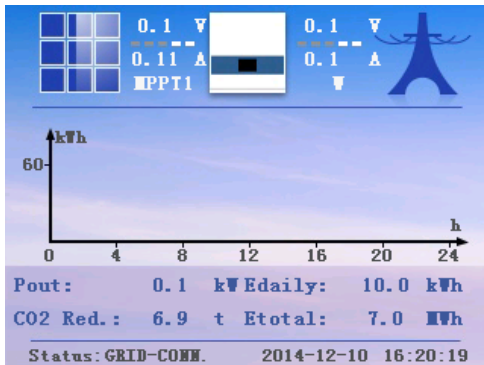 0.1 V 0.1 V
0.11 A 0.1 A
MPPT1 W
kWh
60
h
0 4 8 12 16 20 24
Pout: 0.1 kW Edaily: 10.0 kWh
CO2 Red.: 6.9 t Etotal: 7.0 MWh
Status:GRID-CONN. 2014-12-10 16:20:19